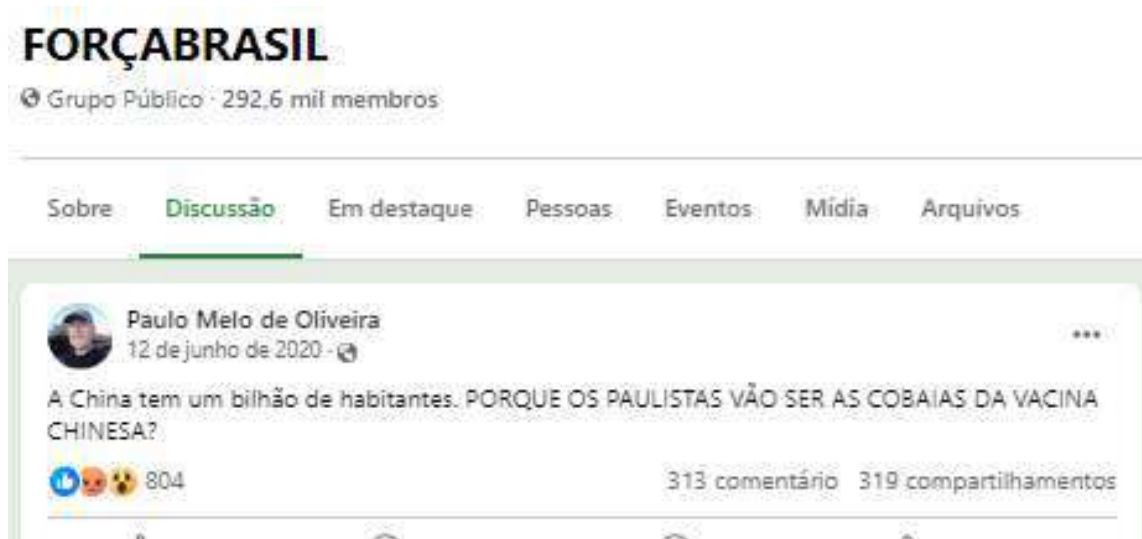 FORÇABRASIL
Grupo Público · 292,6 mil membros
Sobre Discussão Em destaque Pessoas Eventos Mídia Arquivos
Paulo Melo de Oliveira
12 de junho de 2020 ·
A China tem um bilhão de habitantes. PORQUE OS PAULISTAS VÃO SER AS COBAIAS DA VACINA
CHINESA?
804 313 comentário 319 compartilhamentos